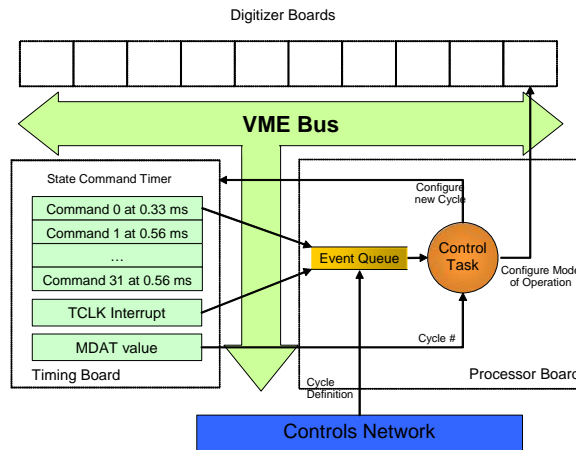 Digitizer Boards
VME Bus
State Command Timer
Command 0 at 0.33 ms
Command 1 at 0.56 ms
...
Command 31 at 0.56 ms
TCLK Interrupt
MDAT value
Timing Board
Configure
new Cycle
Event Queue
Control
Task
Configure Mode
of Operation
Cycle #
Cycle
Definition
Processor Board
Controls Network